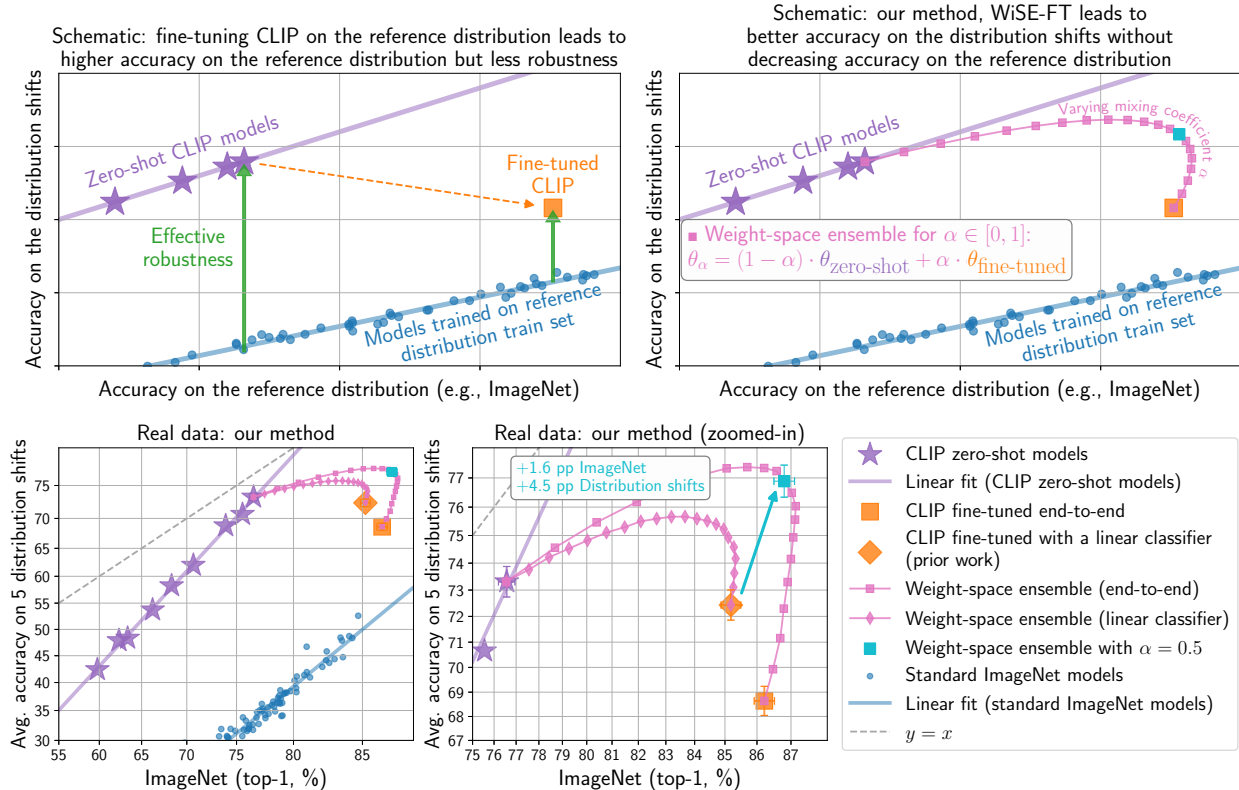 Schematic: fine-tuning CLIP on the reference distribution leads to
higher accuracy on the reference distribution but less robustness
Accuracy on the distribution shifts
Zero-shot CLIP models
Fine-tuned
CLIP
Effective
robustness
Models trained on reference
distribution train set
Accuracy on the reference distribution (e.g., ImageNet)
Schematic: our method, WiSE-FT leads to
better accuracy on the distribution shifts without
decreasing accuracy on the reference distribution
Accuracy on the distribution shifts
Zero-shot CLIP models
Varying mixing coefficient α
Weight-space ensemble for α ∈ [0, 1]:
θ_α = (1 − α) · θ_zero-shot + α · θ_fine-tuned
Models trained on reference
distribution train set
Accuracy on the reference distribution (e.g., ImageNet)
Real data: our method
Avg. accuracy on 5 distribution shifts
75
70
65
60
55
50
45
40
35
30
55 60 65 70 75 80 85
ImageNet (top-1, %)
Real data: our method (zoomed-in)
Avg. accuracy on 5 distribution shifts
+1.6 pp ImageNet
+4.5 pp Distribution shifts
77
76
75
74
73
72
71
70
69
68
67
75 76 77 78 79 80 81 82 83 84 85 86 87
ImageNet (top-1, %)
CLIP zero-shot models
Linear fit (CLIP zero-shot models)
CLIP fine-tuned end-to-end
CLIP fine-tuned with a linear classifier
(prior work)
Weight-space ensemble (end-to-end)
Weight-space ensemble (linear classifier)
Weight-space ensemble with α = 0.5
Standard ImageNet models
Linear fit (standard ImageNet models)
y = x